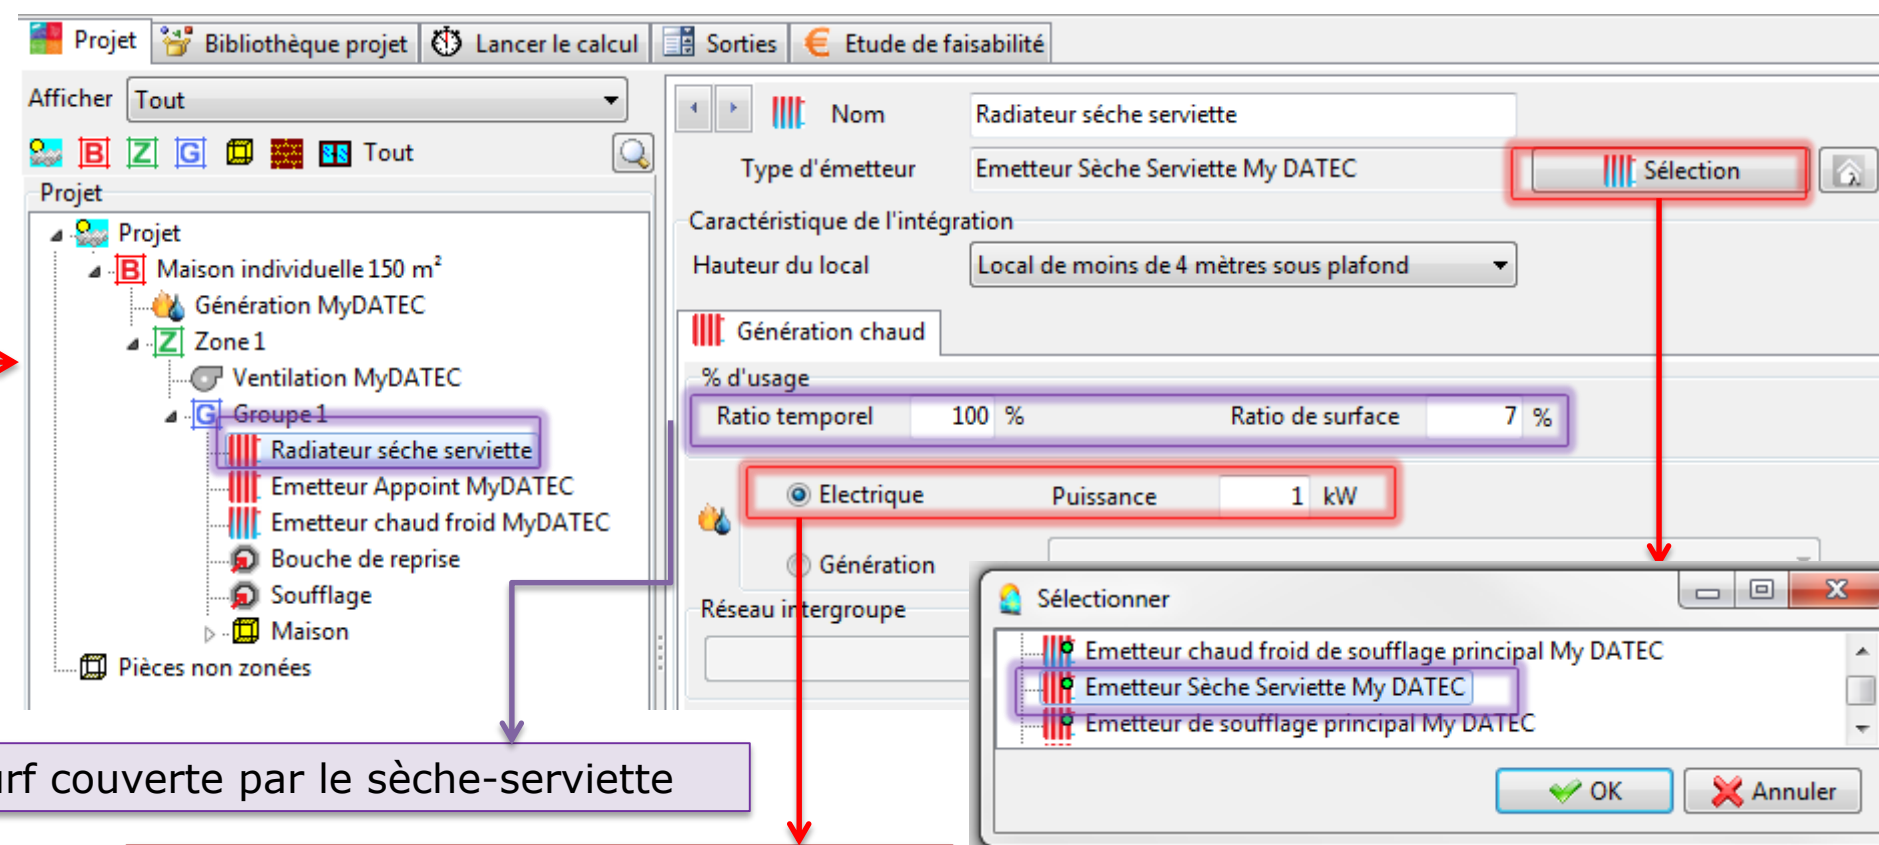 Projet Bibliothèque projet Lancer le calcul Sorties Etude de faisabilité
Afficher Tout
B Z G Tout
Projet
Projet
B Maison individuelle 150 m²
Génération MyDATEC
Z Zone 1
Ventilation MyDATEC
G Groupe 1
Radiateur séche serviette
Emetteur Appoint MyDATEC
Emetteur chaud froid MyDATEC
Bouche de reprise
Soufflage
Maison
Pièces non zonées
Nom Radiateur séche serviette
Type d'émetteur Emetteur Sèche Serviette My DATEC Sélection
Caractéristique de l'intégration
Hauteur du local Local de moins de 4 mètres sous plafond
Génération chaud
% d'usage
Ratio temporel 100 % Ratio de surface 7 %
Electrique Puissance 1 kW
Génération
Réseau intergroupe
Sélectionner
Emetteur chaud froid de soufflage principal My DATEC
Emetteur Sèche Serviette My DATEC
Emetteur de soufflage principal My DATEC
OK Annuler
rf couverte par le sèche-serviette